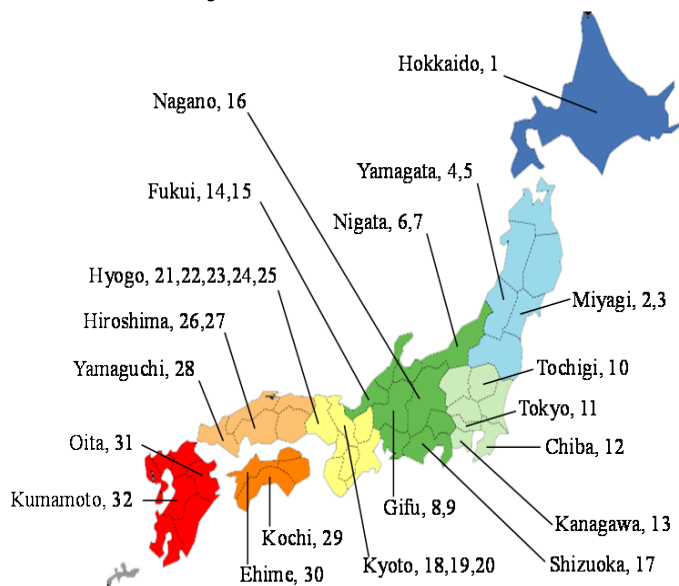 Hokkaido, 1
Nagano, 16
Yamagata, 4,5
Fukui, 14,15
Nigata, 6,7
Hyogo, 21,22,23,24,25
Miyagi, 2,3
Hiroshima, 26,27
Tochigi, 10
Yamaguchi, 28
Tokyo, 11
Oita, 31
Chiba, 12
Kumamoto, 32
Gifu, 8,9
Kanagawa, 13
Kochi, 29
Kyoto, 18,19,20
Shizuoka, 17
Ehime, 30